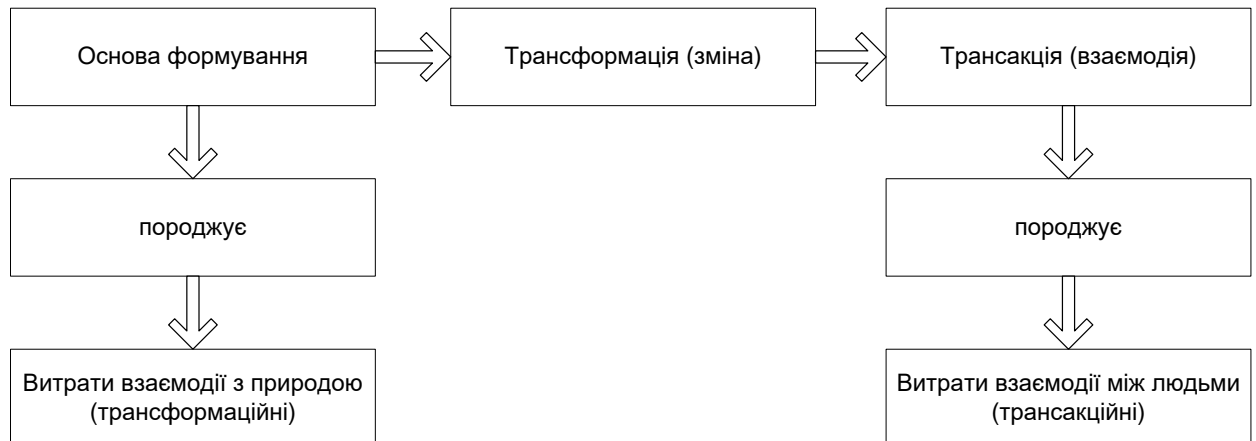 Основа формування
Трансформація (зміна)
Трансакція (взаємодія)
породжує
породжує
Витрати взаємодії з природою
(трансформаційні)
Витрати взаємодії між людьми
(трансакційні)